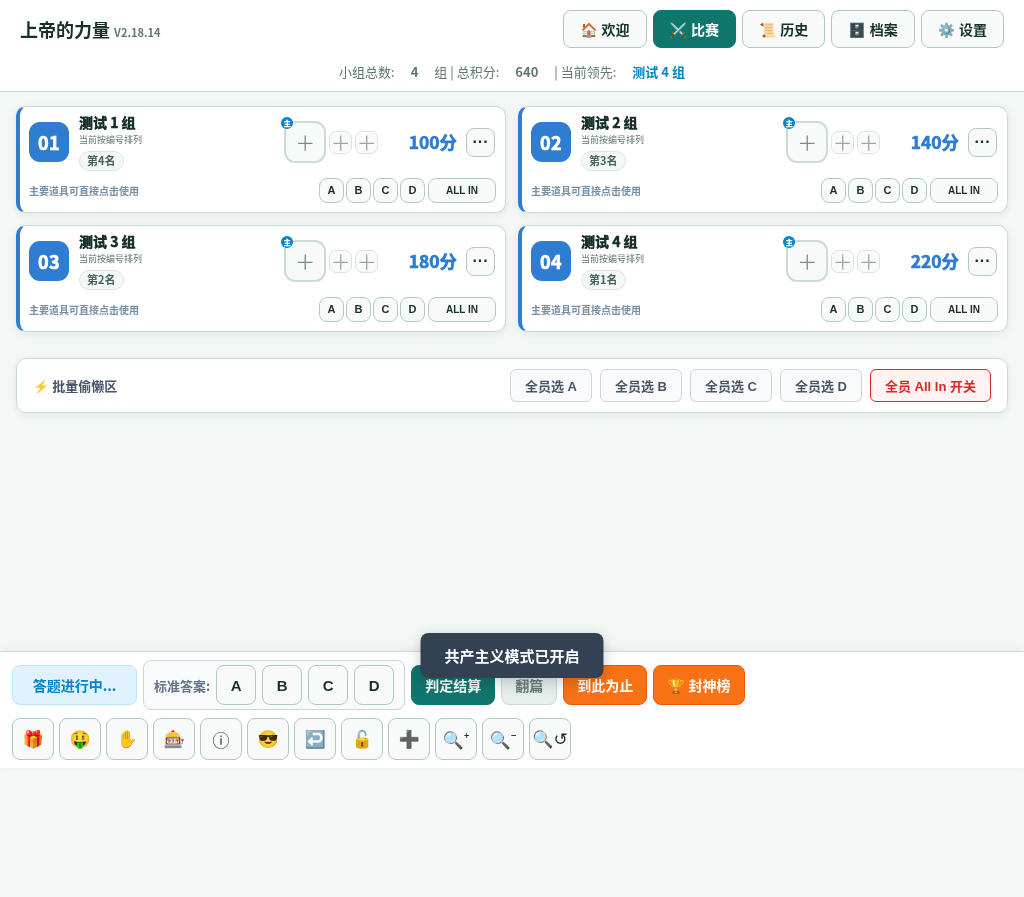 上帝的力量 V2.18.14
🏠 欢迎
⚔️ 比赛
📜 历史
🗄️ 档案
⚙️ 设置
小组总数: 4 组 | 总积分: 640 | 当前领先: 测试 4 组
01
测试 1 组
当前按编号排列
第4名
主
100分
···
主要道具可直接点击使用
A B C D ALL IN
02
测试 2 组
当前按编号排列
第3名
主
140分
···
主要道具可直接点击使用
A B C D ALL IN
03
测试 3 组
当前按编号排列
第2名
主
180分
···
主要道具可直接点击使用
A B C D ALL IN
04
测试 4 组
当前按编号排列
第1名
主
220分
···
主要道具可直接点击使用
A B C D ALL IN
⚡ 批量偷懒区
全员选 A
全员选 B
全员选 C
全员选 D
全员 All In 开关
共产主义模式已开启
答题进行中...
标准答案: A B C D
判定结算
翻篇
到此为止
🏆 封神榜